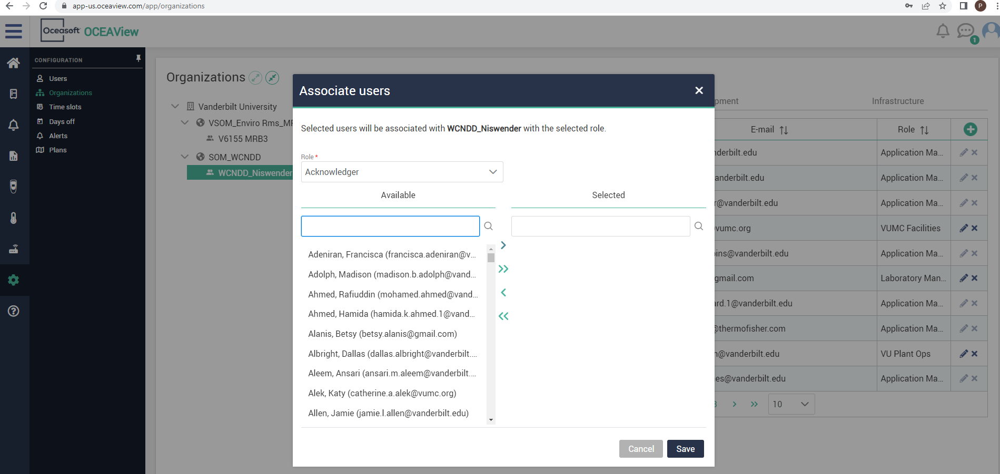 app-us.oceaview.com/app/organizations
P
Oceasoft OCEAView
1
CONFIGURATION
Users
Organizations
Time slots
Days off
Alerts
Plans
Organizations
Vanderbilt University
VSOM_Enviro Rms_MF
V6155 MRB3
SOM_WCNDD
WCNDD_Niswender
Associate users
Selected users will be associated with WCNDD_Niswender with the selected role.
Role *
Acknowledger
Available
Selected
Adeniran, Francisca (francisca.adeniran@v...
Adolph, Madison (madison.b.adolph@vand...
Ahmed, Rafiuddin (mohamed.ahmed@vand...
Ahmed, Hamida (hamida.k.ahmed.1@vand...
Alanis, Betsy (betsy.alanis@gmail.com)
Albright, Dallas (dallas.albright@vanderbilt....
Aleem, Ansari (ansari.m.aleem@vanderbilt....
Alek, Katy (catherine.a.alek@vumc.org)
Allen, Jamie (jamie.l.allen@vanderbilt.edu)
Cancel
Save
pment
Infrastructure
E-mail
Role
nderbilt.edu
Application Ma...
anderbilt.edu
Application Ma...
r@vanderbilt.edu
Application Ma...
vumc.org
VUMC Facilities
bins@vanderbilt.edu
Application Ma...
gmail.com
Laboratory Man...
ard.1@vanderbilt.edu
Application Ma...
@thermofisher.com
Application Ma...
n@vanderbilt.edu
VU Plant Ops
nes@vanderbilt.edu
Application Ma...
3
10